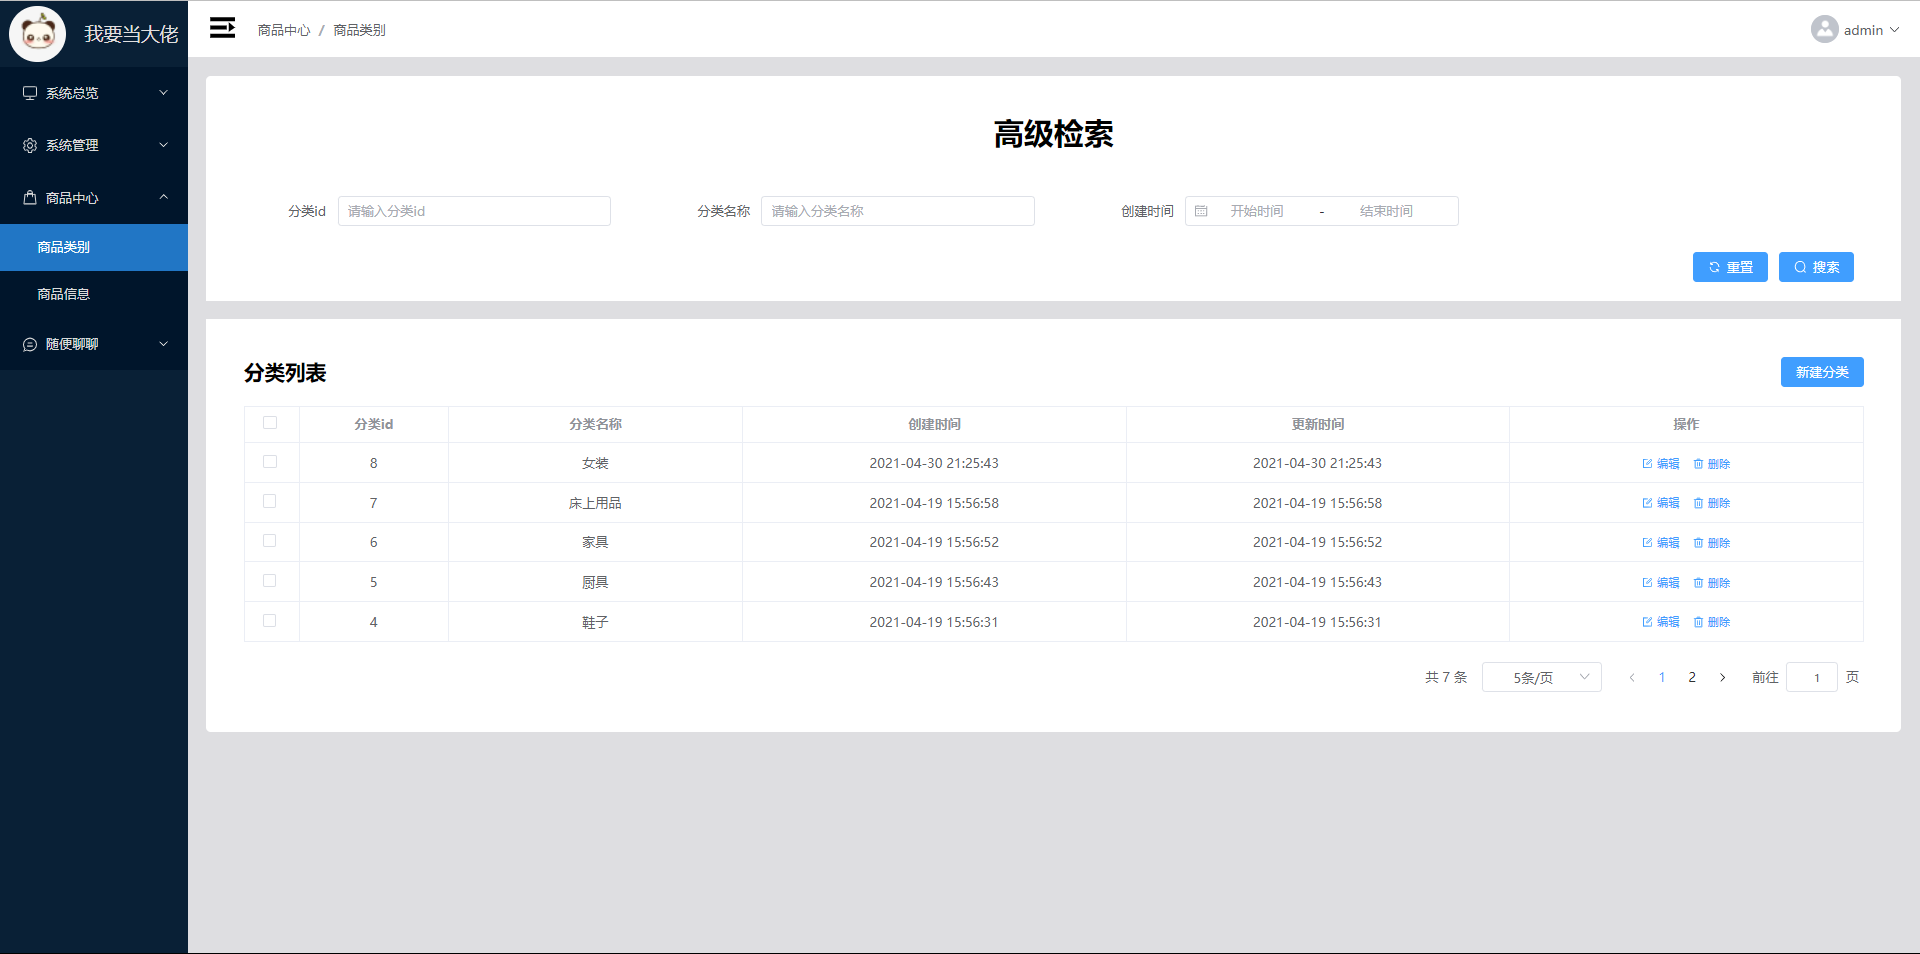 我要当大佬
商品中心 / 商品类别
admin
系统总览
系统管理
商品中心
商品类别
商品信息
随便聊聊
高级检索
分类id 请输入分类id 分类名称 请输入分类名称 创建时间 开始时间 - 结束时间
重置 搜索
分类列表 新建分类
分类id 分类名称 创建时间 更新时间 操作
8 女装 2021-04-30 21:25:43 2021-04-30 21:25:43 编辑 删除
7 床上用品 2021-04-19 15:56:58 2021-04-19 15:56:58 编辑 删除
6 家具 2021-04-19 15:56:52 2021-04-19 15:56:52 编辑 删除
5 厨具 2021-04-19 15:56:43 2021-04-19 15:56:43 编辑 删除
4 鞋子 2021-04-19 15:56:31 2021-04-19 15:56:31 编辑 删除
共 7 条 5条/页 1 2 前往 1 页